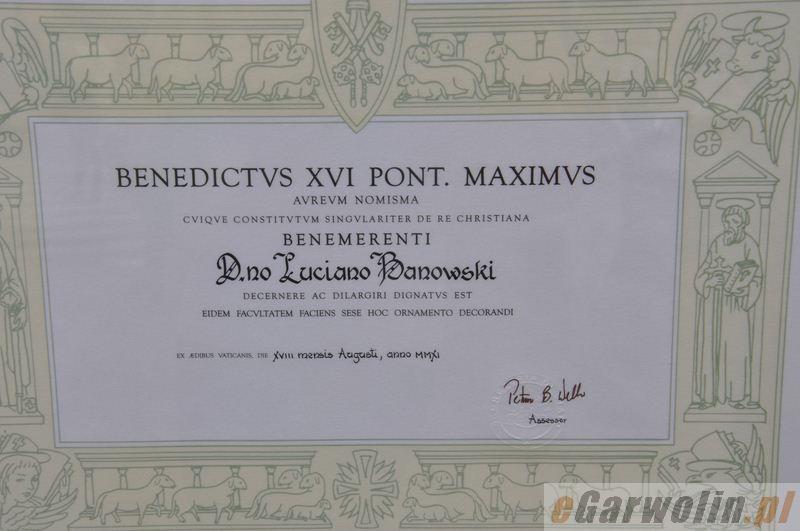 BENEDICTVS XVI PONT. MAXIMVS
AVREVM NOMISMA
CVIQVE CONSTITVTVM SINGVLARITER DE RE CHRISTIANA
BENEMERENTI
D.no Luciano Banowski
DECERNERE AC DILARGIRI DIGNATVS EST
EIDEM FACVLTATEM FACIENS SESE HOC ORNAMENTO DECORANDI
EX ÆDIBVS VATICANIS, DIE XVIII mensis Augusti, anno MMXI
Peter B. Wells
Assessor
eGarwolin.pl